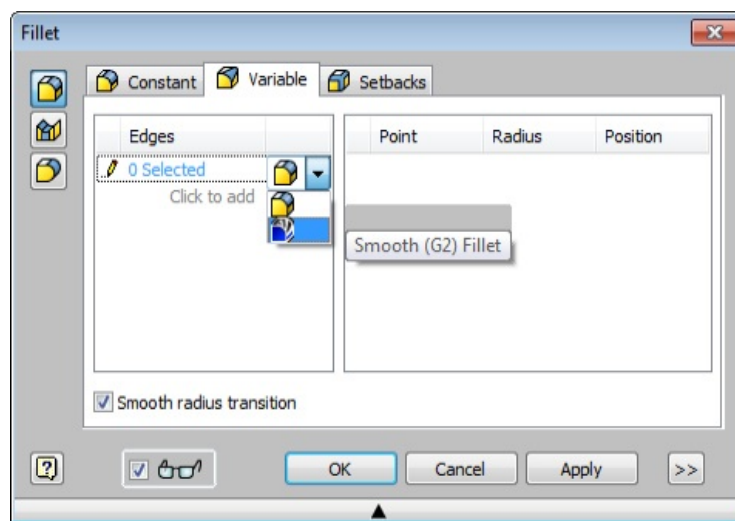 Fillet
Constant Variable Setbacks
Edges
Point Radius Position
0 Selected
Click to add
Smooth (G2) Fillet
Smooth radius transition
OK Cancel Apply >>